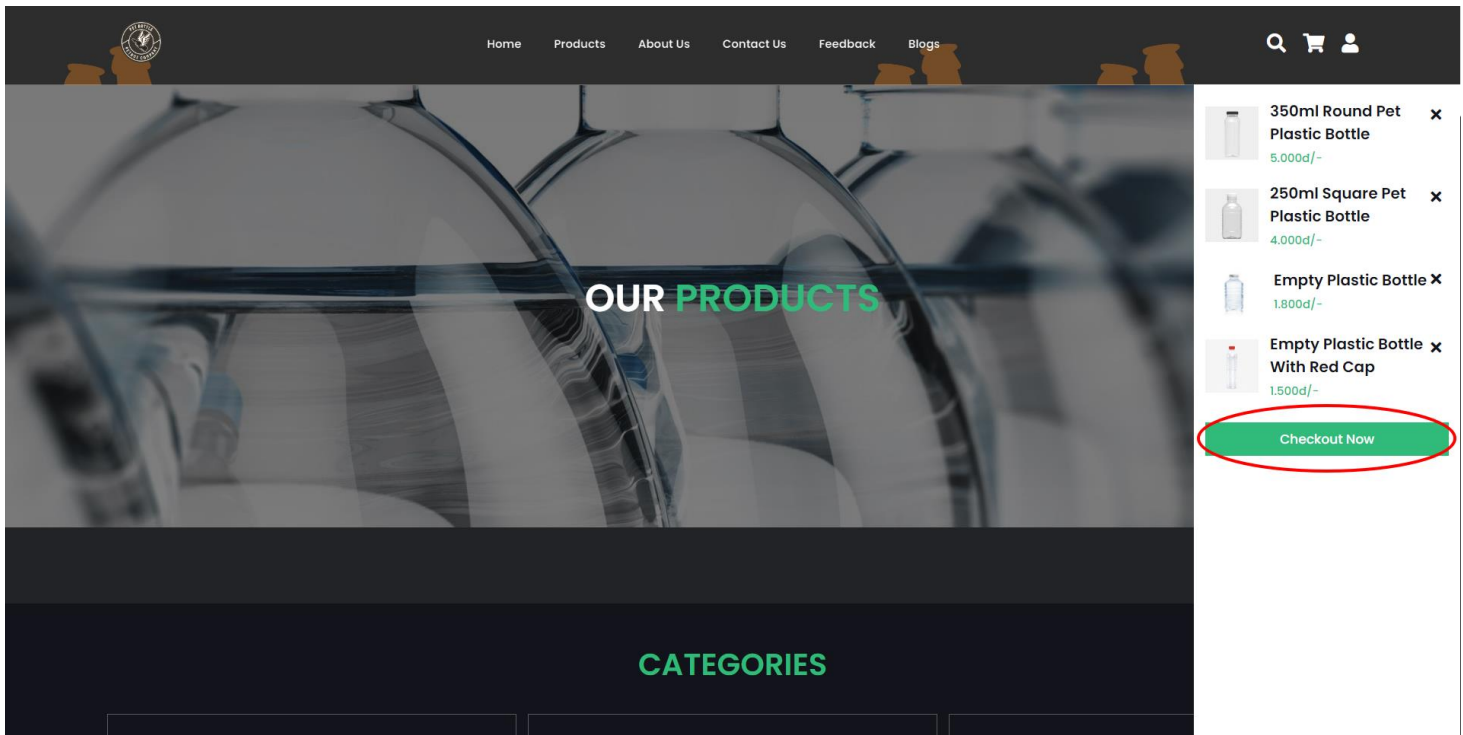 PET BOTTLE
Home Products About Us Contact Us Feedback Blogs
350ml Round Pet
Plastic Bottle
5.000d/-
250ml Square Pet
Plastic Bottle
4.000d/-
Empty Plastic Bottle
1.800d/-
Empty Plastic Bottle
With Red Cap
1.500d/-
Checkout Now
OUR PRODUCTS
CATEGORIES